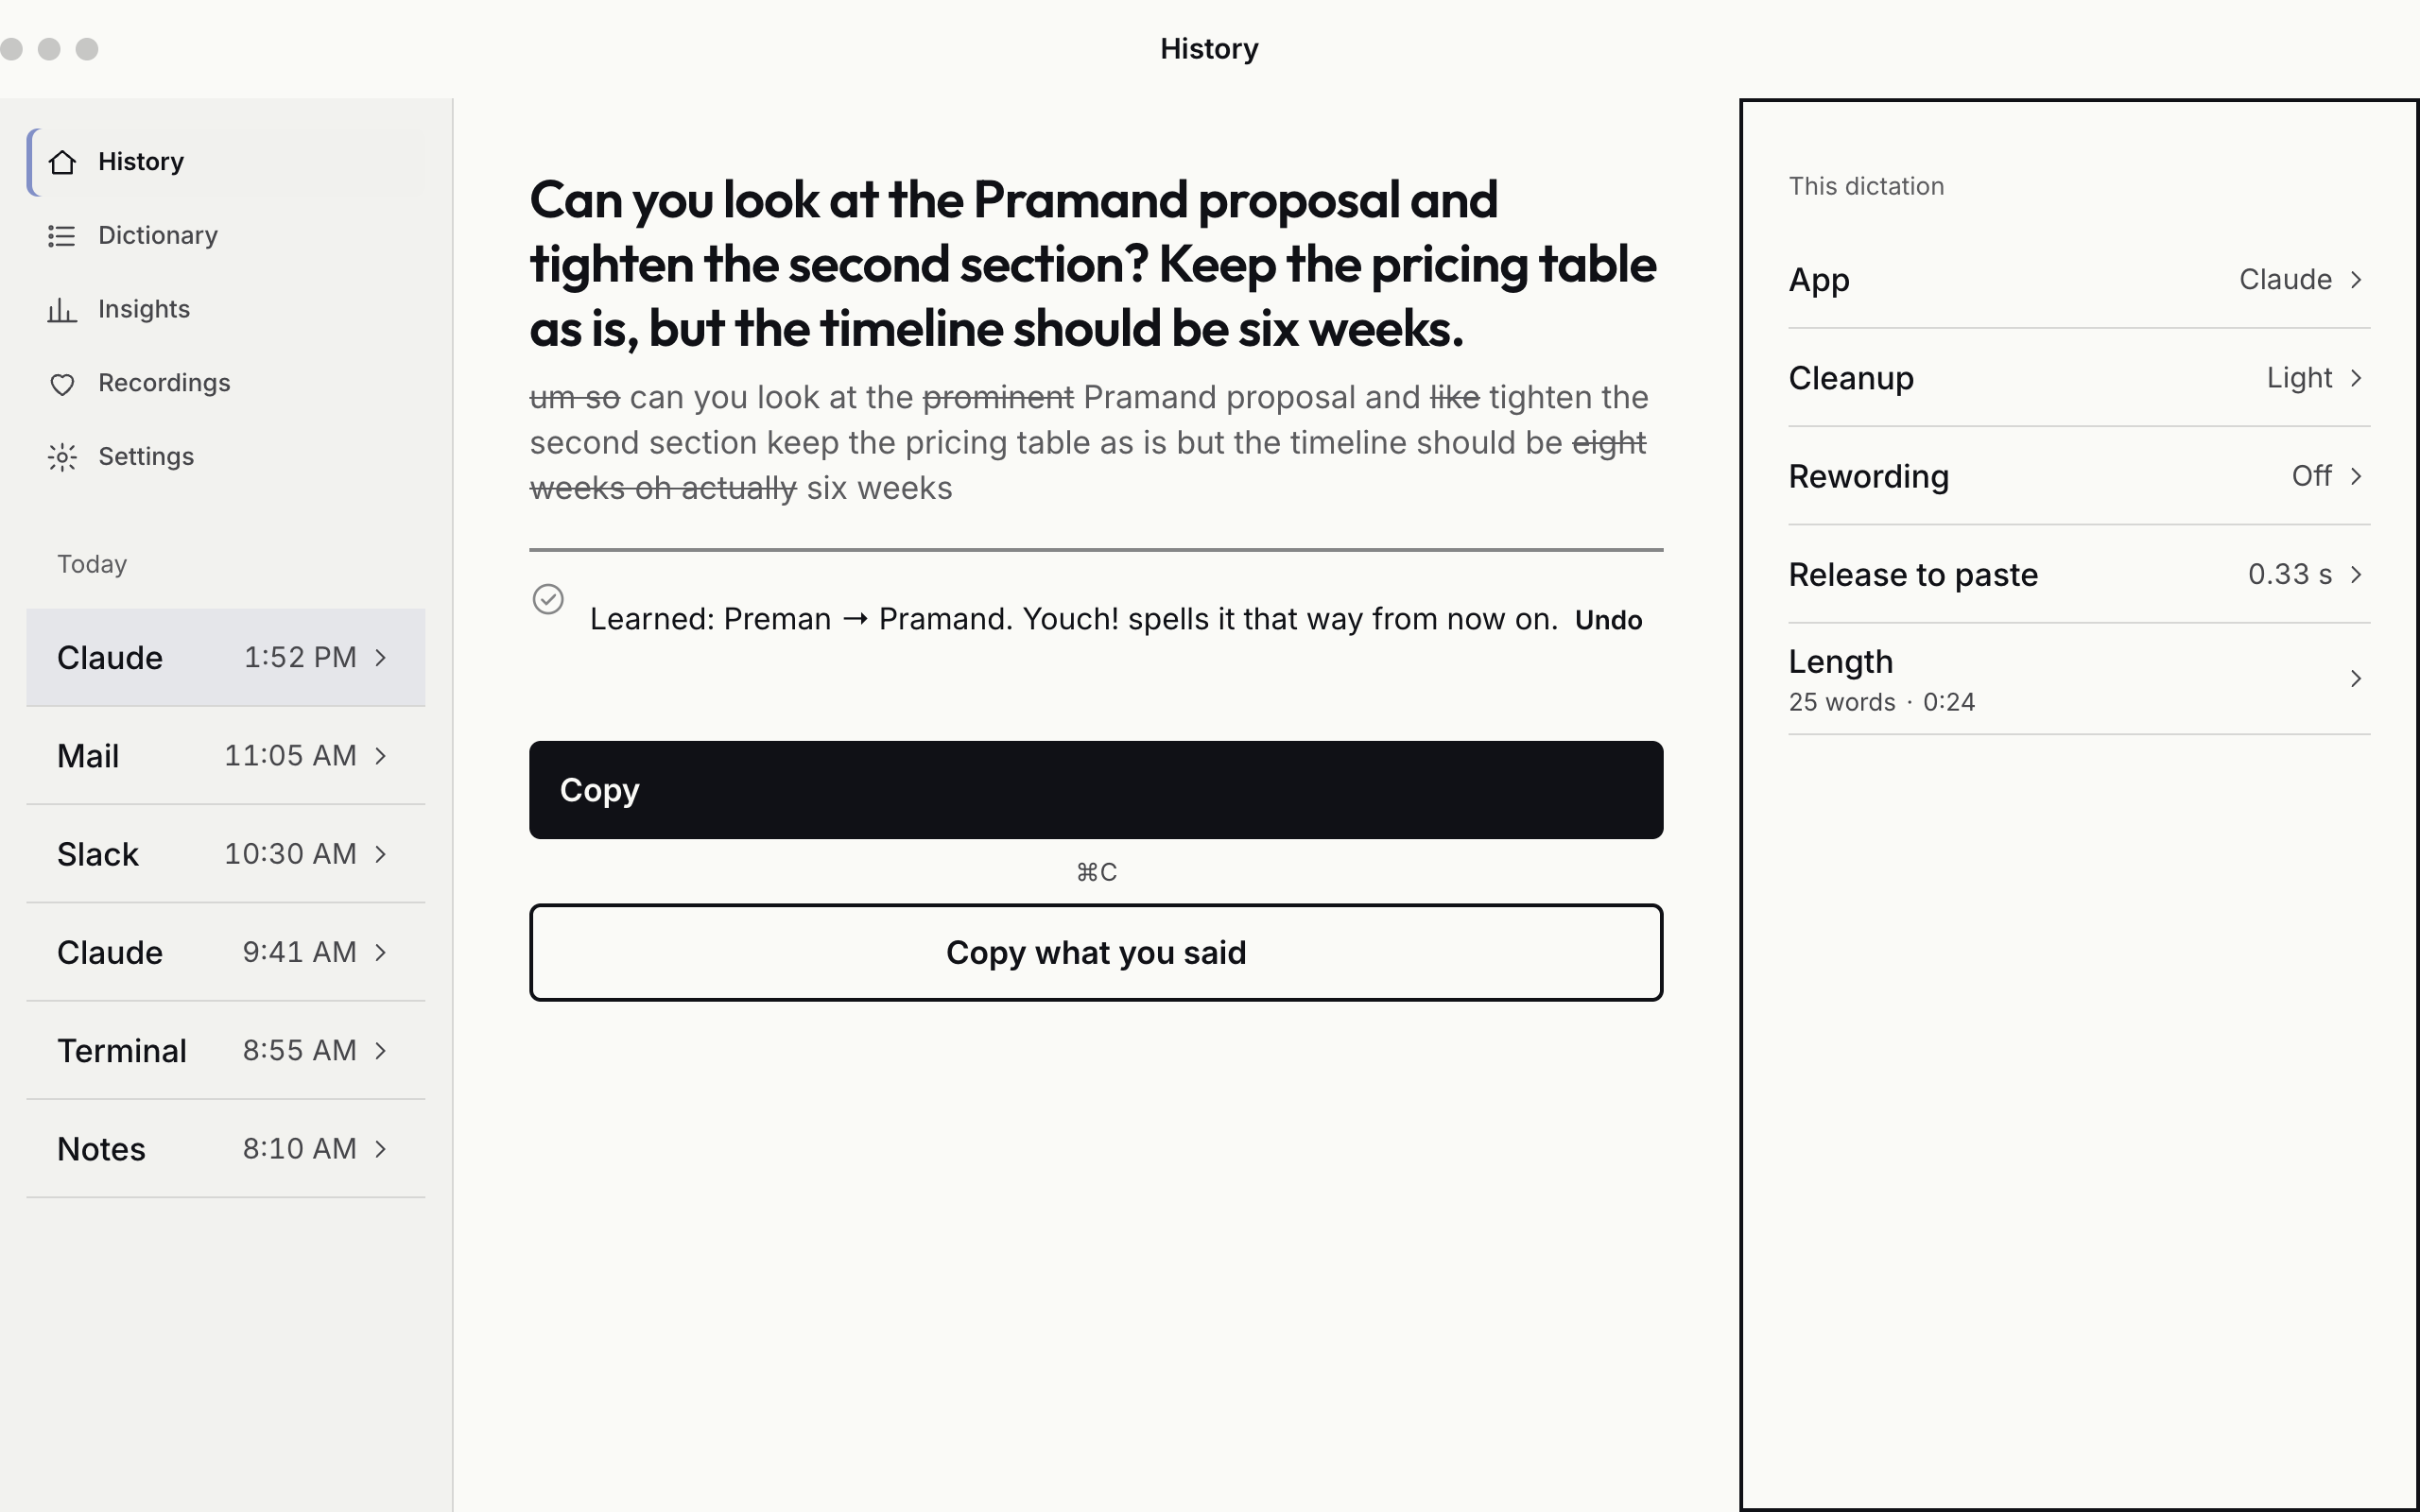 History
History
Dictionary
Insights
Recordings
Settings
Today
Claude 1:52 PM
Mail 11:05 AM
Slack 10:30 AM
Claude 9:41 AM
Terminal 8:55 AM
Notes 8:10 AM
Can you look at the Pramand proposal and
tighten the second section? Keep the pricing table
as is, but the timeline should be six weeks.
um so can you look at the prominent Pramand proposal and like tighten the
second section keep the pricing table as is but the timeline should be eight
weeks oh actually six weeks
Learned: Preman → Pramand. Youch! spells it that way from now on. Undo
Copy
⌘C
Copy what you said
This dictation
App Claude
Cleanup Light
Rewording Off
Release to paste 0.33 s
Length
25 words · 0:24